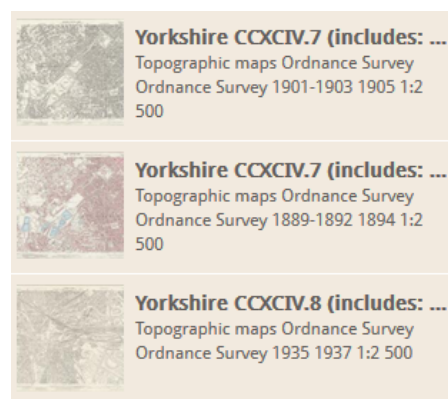 Yorkshire CCXCIV.7 (includes: ...
Topographic maps Ordnance Survey
Ordnance Survey 1901-1903 1905 1:2
500
Yorkshire CCXCIV.7 (includes: ...
Topographic maps Ordnance Survey
Ordnance Survey 1889-1892 1894 1:2
500
Yorkshire CCXCIV.8 (includes: ...
Topographic maps Ordnance Survey
Ordnance Survey 1935 1937 1:2 500